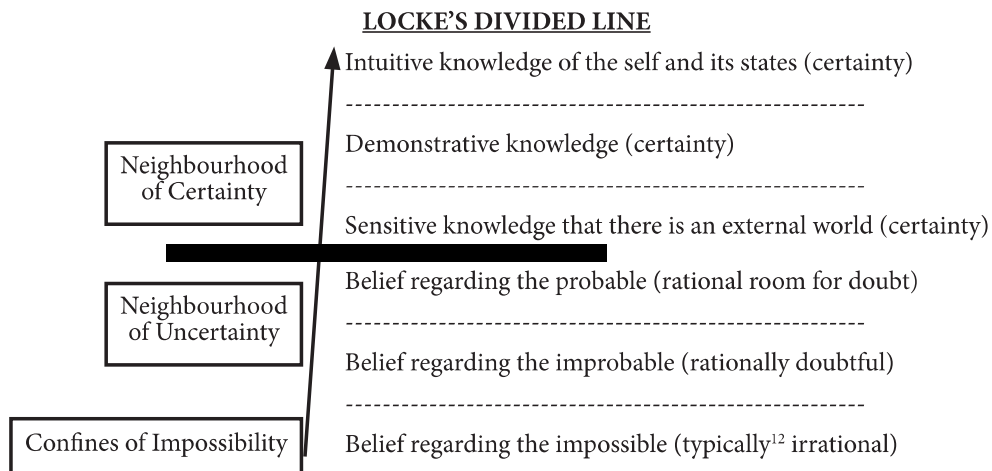 LOCKE’S DIVIDED LINE
Intuitive knowledge of the self and its states (certainty)
Demonstrative knowledge (certainty)
Neighbourhood
of Certainty
Sensitive knowledge that there is an external world (certainty)
Belief regarding the probable (rational room for doubt)
Neighbourhood
of Uncertainty
Belief regarding the improbable (rationally doubtful)
Confines of Impossibility
Belief regarding the impossible (typically¹² irrational)